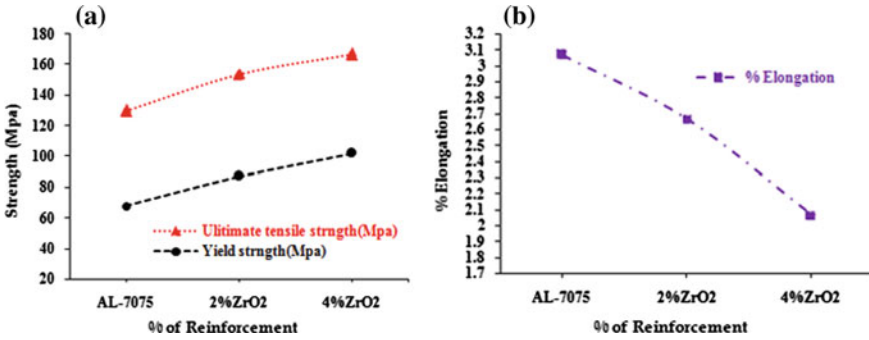 (a)
180
160
140
120
100
80
60
40
20
Strength (Mpa)
Ulitimate tensile strngth(Mpa)
Yield strngth(Mpa)
AL-7075 2%ZrO2 4%ZrO2
% of Reinforcement
(b)
3.2
3.1
3
2.9
2.8
2.7
2.6
2.5
2.4
2.3
2.2
2.1
2
1.9
1.8
1.7
% Elongation
% Elongation
AL-7075 2%ZrO2 4%ZrO2
% of Reinforcement